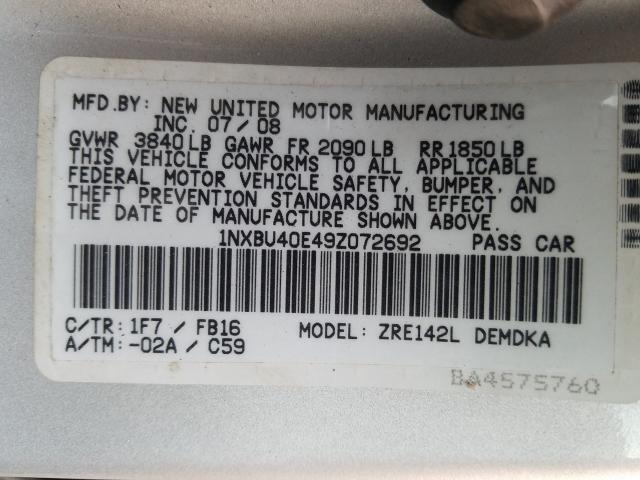 MFD.BY: NEW UNITED MOTOR MANUFACTURING
INC. 07/08
GVWR 3840LB GAWR FR 2090LB RR 1850LB
THIS VEHICLE CONFORMS TO ALL APPLICABLE
FEDERAL MOTOR VEHICLE SAFETY, BUMPER, AND
THEFT PREVENTION STANDARDS IN EFFECT ON
THE DATE OF MANUFACTURE SHOWN ABOVE.
1NXBU40E49Z072692 PASS CAR
C/TR: 1F7 / FB16 MODEL: ZRE142L DEMDKA
A/TM: -02A / C59
BA4575760